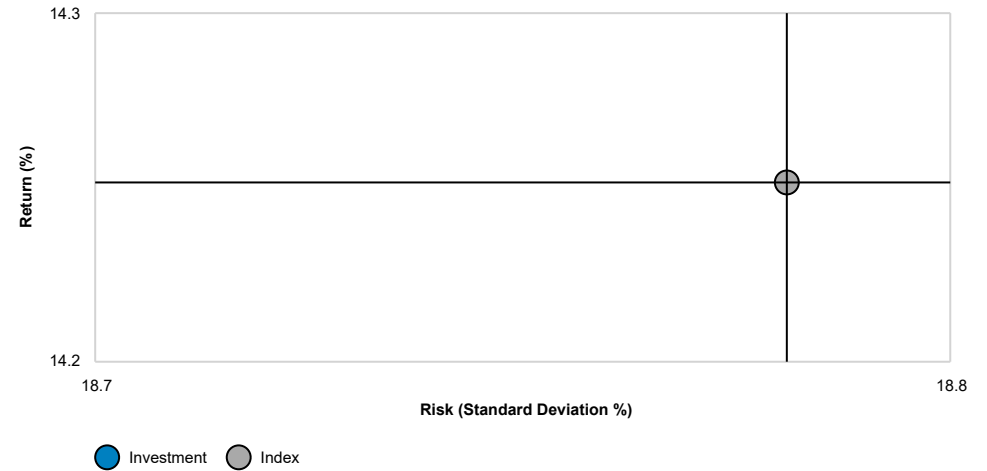 14.3
Return (%)
14.2
18.7
18.8
Risk (Standard Deviation %)
Investment
Index